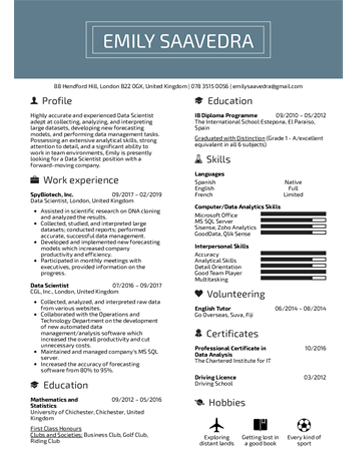 EMILY SAAVEDRA
88 Hendford Hill, London B22 0GX, United Kingdom | 078 3515 0056 | emilysaavedra@gmail.com
Profile
Highly accurate and experienced Data Scientist
adept at collecting, analyzing, and interpreting
large datasets, developing new forecasting
models, and performing data management tasks.
Possessing an extensive analytical skills, strong
attention to detail, and a significant ability to
work in team environments, Emily is presently
looking for a Data Scientist position with a
forward-moving company.
Work experience
SpyBiotech, Inc. 09/2017 – 02/2019
Data Scientist, London, United Kingdom
• Assisted in scientific research on DNA cloning
and analyzed the results.
• Collected, studied, and interpreted large
datasets, conducted reports; performed
accurate, successful data management.
• Developed and implemented new forecasting
models which increased company
productivity and efficiency.
• Participated in monthly meetings with
executives, provided information on the
progress.
Data Scientist 07/2016 – 09/2017
CGL, Inc., London, United Kingdom
• Collected, analyzed, and interpreted raw data
from various websites.
• Collaborated with the Operations and
Technology Department on the development
of new automated data
management/analysis software which
increased the overall productivity and cut
unnecessary costs.
• Maintained and managed company's MS SQL
server.
• Increased the accuracy of forecasting
software from 80% to 95%.
Education
Mathematics and 09/2012 – 05/2016
Statistics
University of Chichester, Chichester, United
Kingdom
First Class Honours
Clubs and Societies: Business Club, Golf Club,
Riding Club
Education
IB Diploma Programme 09/2010 – 05/2012
The International School Estepona, El Paraiso,
Spain
Graduated with Distinction (Grade 1 - A/excellent
equivalent in all 6 subjects)
Skills
Languages
Spanish Native
English Full
French Limited
Computer/Data Analytics Skills
Microsoft Office
MS SQL Server
Sisense, Zoho Analytics
GoodData, Qlik Sense
Interpersonal Skills
Accuracy
Analytical Skills
Detail Orientation
Good Team Player
Multitasking
Volunteering
English Tutor 06/2014 – 08/2014
Go Overseas, Suva, Fiji
Certificates
Professional Certificate in 10/2016
Data Analysis
The Chartered Institute for IT
Driving Licence 03/2012
Driving School
Hobbies
Exploring
distant lands
Getting lost in
a good book
Every kind of
sport